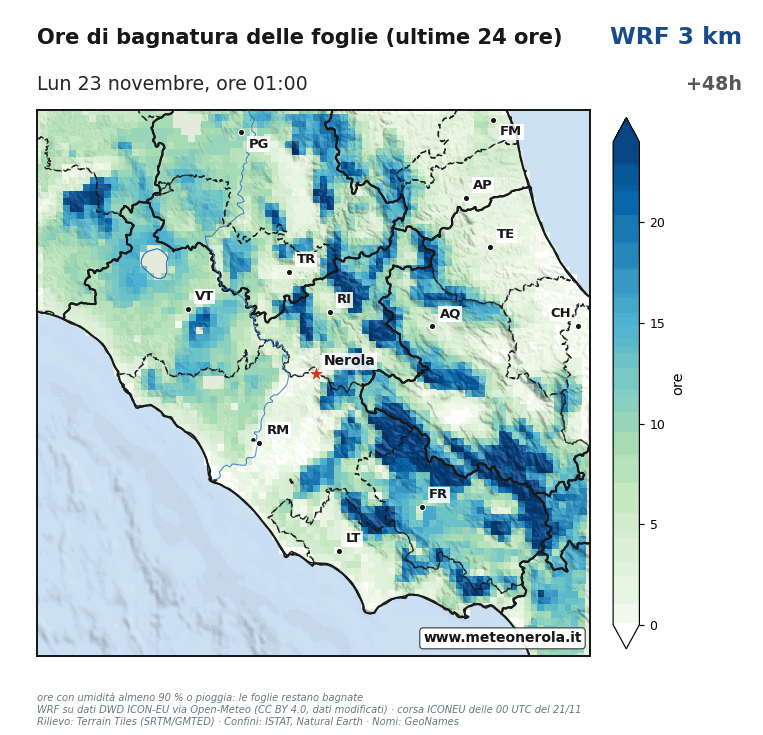 Ore di bagnatura delle foglie (ultime 24 ore)
WRF 3 km
Lun 23 novembre, ore 01:00
+48h
FM
PG
AP
TE
TR
VT
RI
AQ
CH
Nerola
RM
FR
LT
www.meteonerola.it
20
15
10
5
0
ore
ore con umidità almeno 90 % o pioggia: le foglie restano bagnate
WRF su dati DWD ICON-EU via Open-Meteo (CC BY 4.0, dati modificati) · corsa ICONEU delle 00 UTC del 21/11
Rilievo: Terrain Tiles (SRTM/GMTED) · Confini: ISTAT, Natural Earth · Nomi: GeoNames